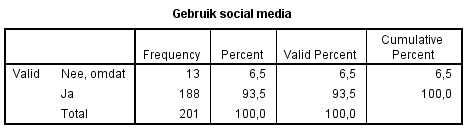 Gebruik social media
Frequency Percent Valid Percent Cumulative Percent
Valid Nee, omdat 13 6,5 6,5 6,5
Ja 188 93,5 93,5 100,0
Total 201 100,0 100,0